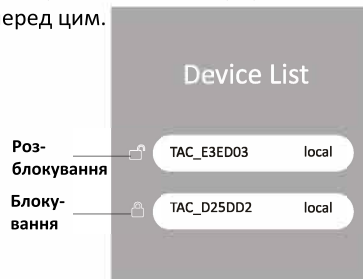 еред цим.
Device List
Роз-
блокування
TAC_E3ED03 local
Блоку-
вання
TAC_D25DD2 local